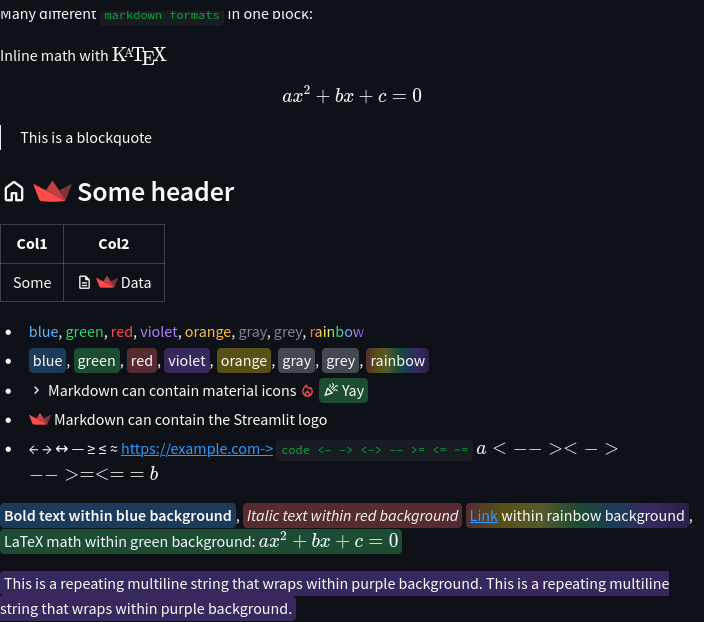 Many different markdown formats in one block:
Inline math with KATEX
ax² + bx + c = 0
This is a blockquote
Some header
Col1 Col2
Some Data
blue, green, red, violet, orange, gray, grey, rainbow
blue, green, red, violet, orange, gray, grey, rainbow
Markdown can contain material icons Yay
Markdown can contain the Streamlit logo
← → ↔ — ≥ ≤ ≈ https://example.com-> code <- -> <-> -- >= <= ~= a < −− >< − >
−− >=<== b
Bold text within blue background, Italic text within red background Link within rainbow background,
LaTeX math within green background: ax² + bx + c = 0
This is a repeating multiline string that wraps within purple background. This is a repeating multiline
string that wraps within purple background.